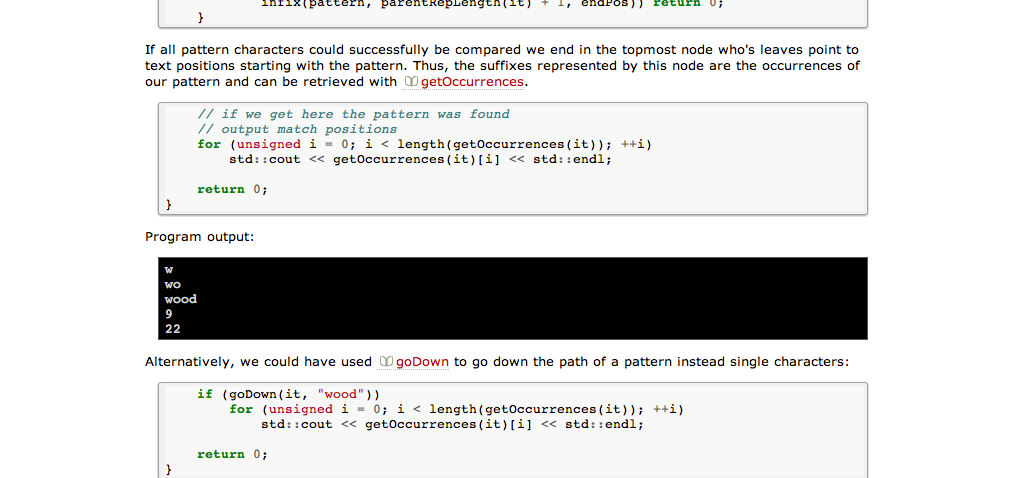 infix(pattern, parentRepLength(it) + 1, endPos)) return 0;
}
If all pattern characters could successfully be compared we end in the topmost node who's leaves point to
text positions starting with the pattern. Thus, the suffixes represented by this node are the occurrences of
our pattern and can be retrieved with getOccurrences.
// if we get here the pattern was found
// output match positions
for (unsigned i = 0; i < length(getOccurrences(it)); ++i)
std::cout << getOccurrences(it)[i] << std::endl;
return 0;
}
Program output:
w
wo
wood
9
22
Alternatively, we could have used goDown to go down the path of a pattern instead single characters:
if (goDown(it, "wood"))
for (unsigned i = 0; i < length(getOccurrences(it)); ++i)
std::cout << getOccurrences(it)[i] << std::endl;
return 0;
}